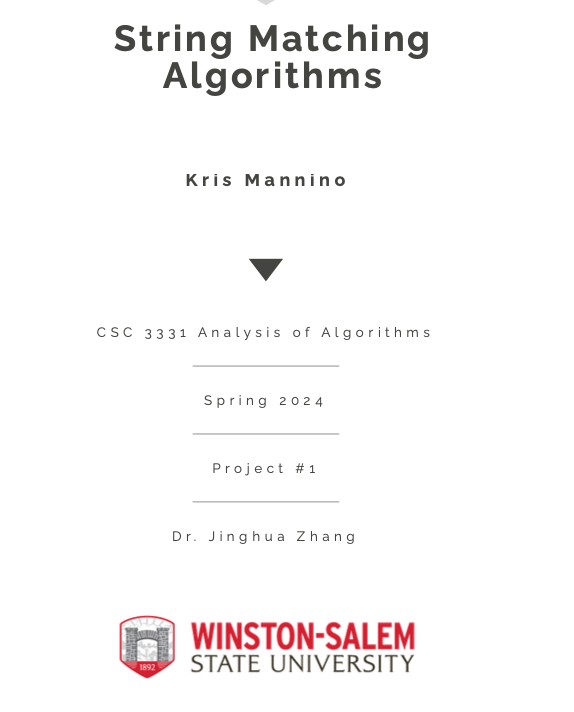 String Matching
Algorithms
Kris Mannino
CSC 3331 Analysis of Algorithms
Spring 2024
Project #1
Dr. Jinghua Zhang
1892
WINSTON-SALEM
STATE UNIVERSITY